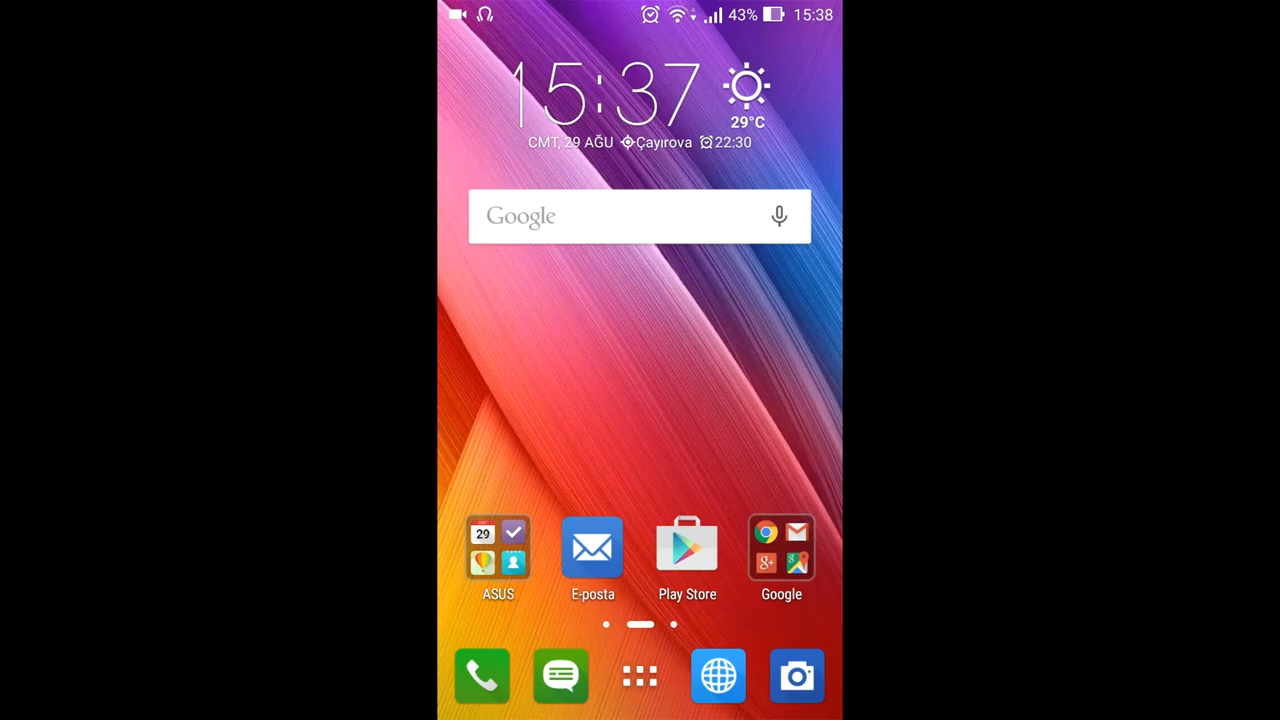 43% 15:38
15:37
29°C
CMT, 29 AĞU Çayırova 22:30
Google
CMT
29
g+
g
ASUS E-posta Play Store Google